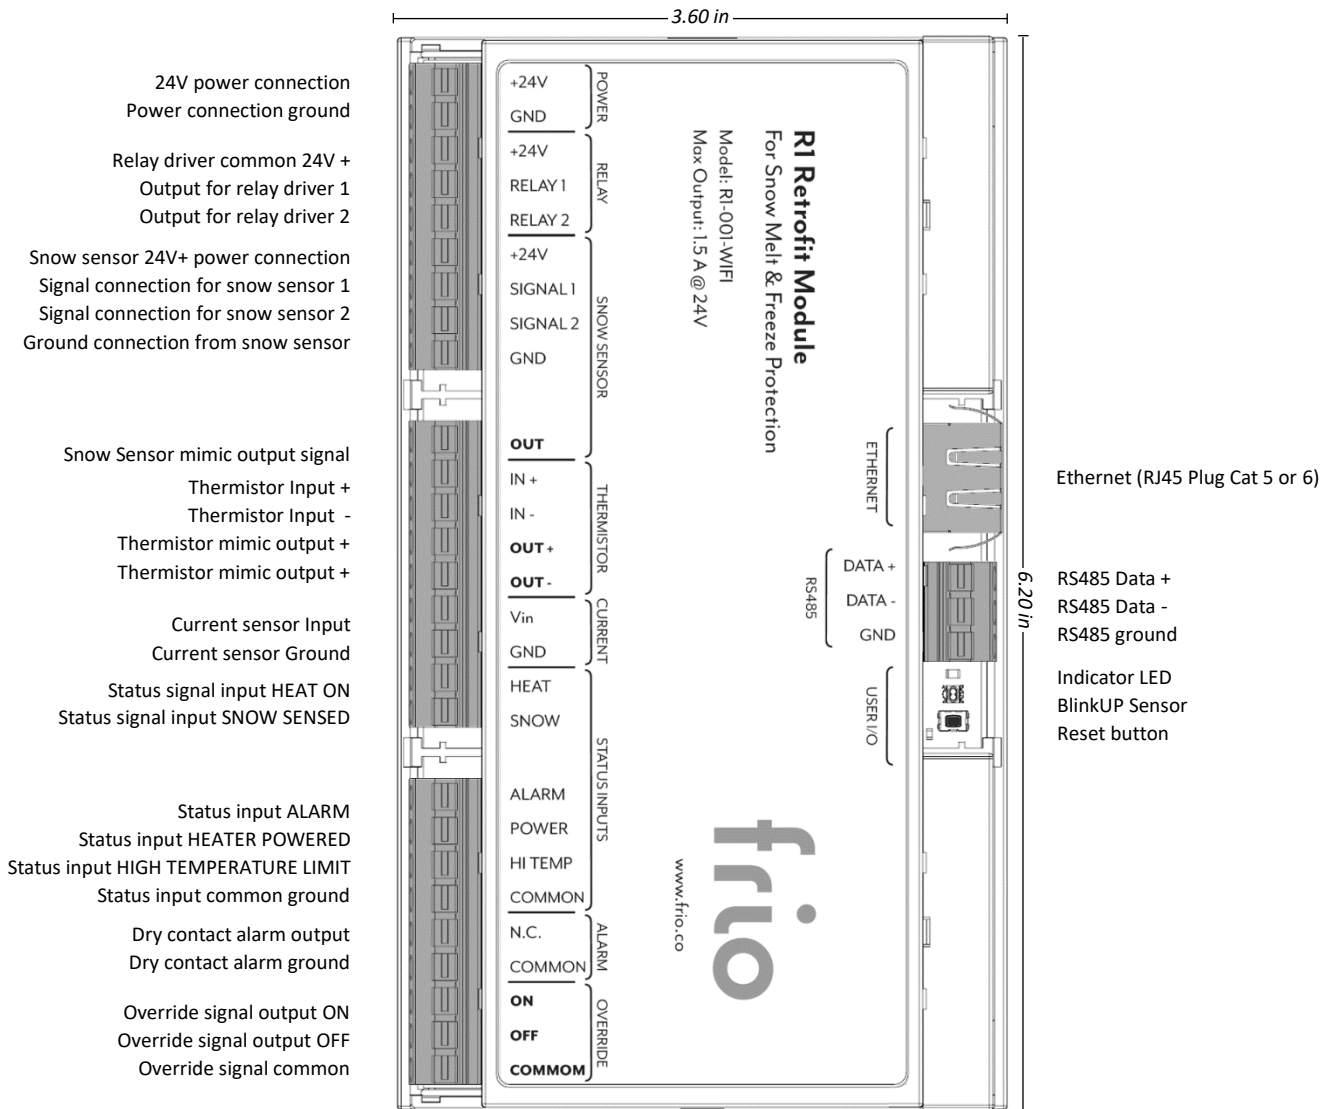 3.60 in
24V power connection
Power connection ground
Relay driver common 24V +
Output for relay driver 1
Output for relay driver 2
Snow sensor 24V+ power connection
Signal connection for snow sensor 1
Signal connection for snow sensor 2
Ground connection from snow sensor
Snow Sensor mimic output signal
Thermistor Input +
Thermistor Input -
Thermistor mimic output +
Thermistor mimic output +
Current sensor Input
Current sensor Ground
Status signal input HEAT ON
Status signal input SNOW SENSED
Status input ALARM
Status input HEATER POWERED
Status input HIGH TEMPERATURE LIMIT
Status input common ground
Dry contact alarm output
Dry contact alarm ground
Override signal output ON
Override signal output OFF
Override signal common
+24V
GND
POWER
+24V
RELAY 1
RELAY 2
RELAY
+24V
SIGNAL 1
SIGNAL 2
GND
OUT
SNOW SENSOR
IN +
IN -
OUT +
OUT -
THERMISTOR
Vin
GND
CURRENT
HEAT
SNOW
ALARM
POWER
HI TEMP
COMMON
STATUS INPUTS
N.C.
COMMON
ALARM
ON
OFF
COMMOM
OVERRIDE
R1 Retrofit Module
For Snow Melt & Freeze Protection
Model: R1-001-WIFI
Max Output: 1.5 A @ 24V
frio
www.frio.co
ETHERNET
DATA +
DATA -
GND
RS485
USER I/O
Ethernet (RJ45 Plug Cat 5 or 6)
6.20 in
RS485 Data +
RS485 Data -
RS485 ground
Indicator LED
BlinkUP Sensor
Reset button